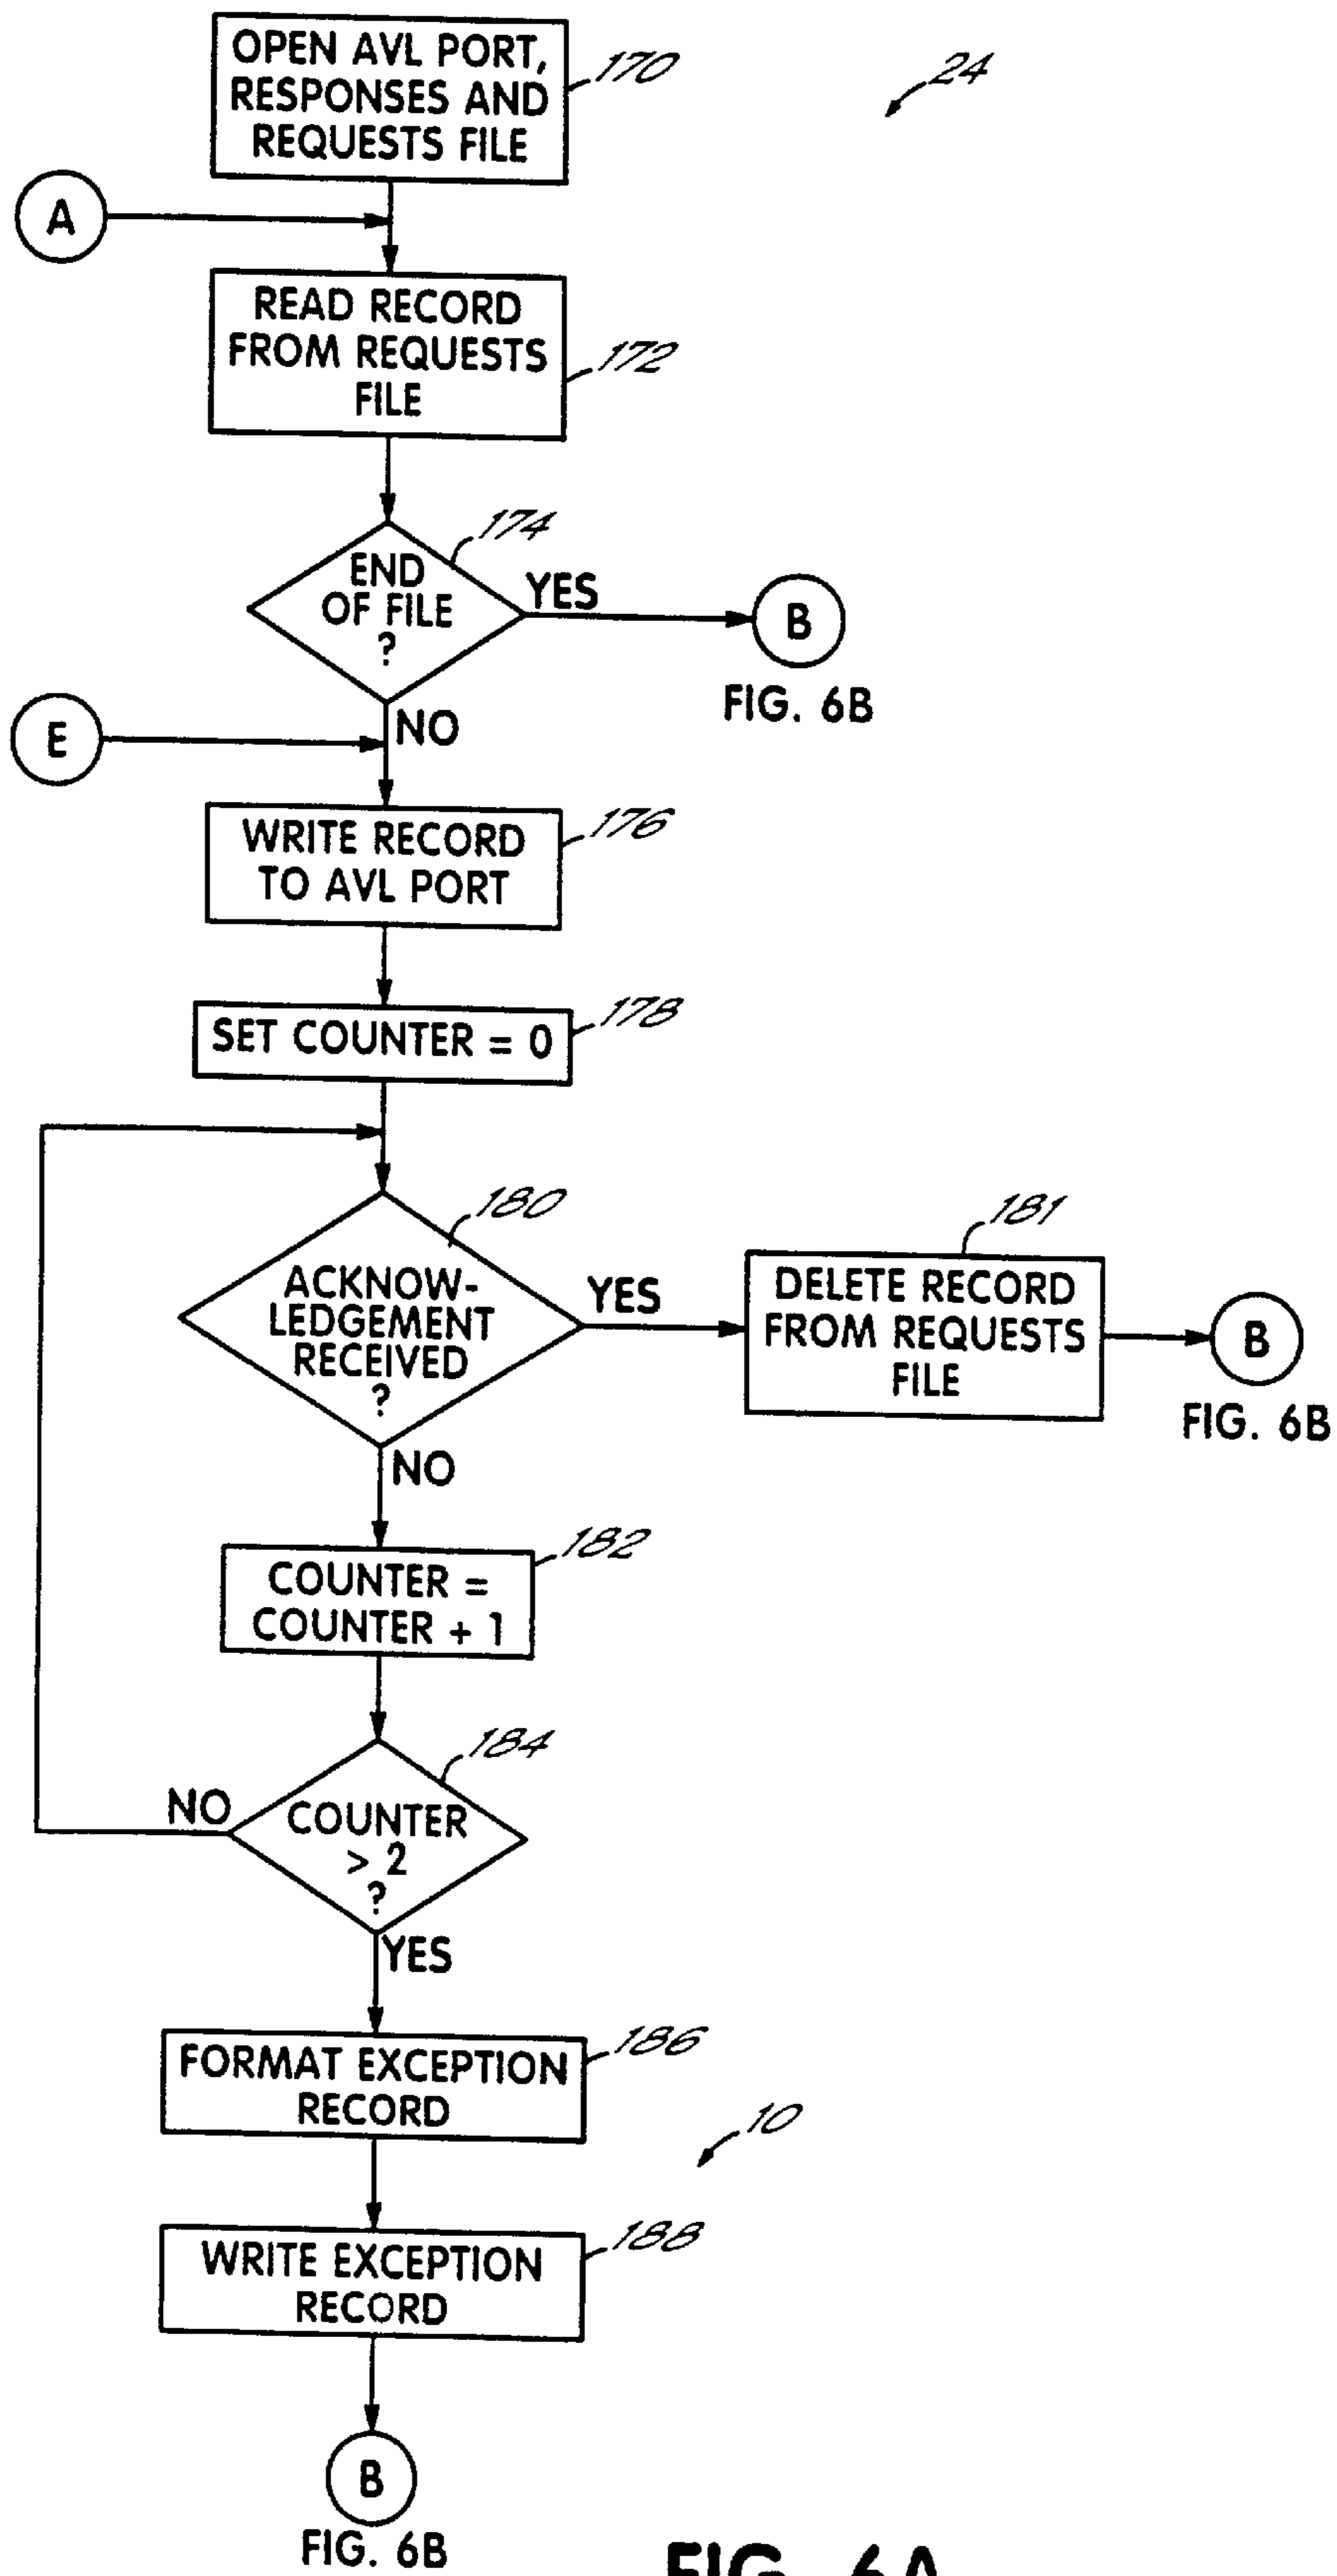 OPEN AVL PORT,
RESPONSES AND
REQUESTS FILE
170
24
A
READ RECORD
FROM REQUESTS
FILE
172
174
END
OF FILE
?
YES
B
FIG. 6B
NO
E
WRITE RECORD
TO AVL PORT
176
SET COUNTER = 0
178
180
ACKNOW-
LEDGEMENT
RECEIVED
?
YES
181
DELETE RECORD
FROM REQUESTS
FILE
B
FIG. 6B
NO
COUNTER =
COUNTER + 1
182
184
COUNTER
> 2
?
NO
YES
FORMAT EXCEPTION
RECORD
186
10
WRITE EXCEPTION
RECORD
188
B
FIG. 6B
FIG. 6A